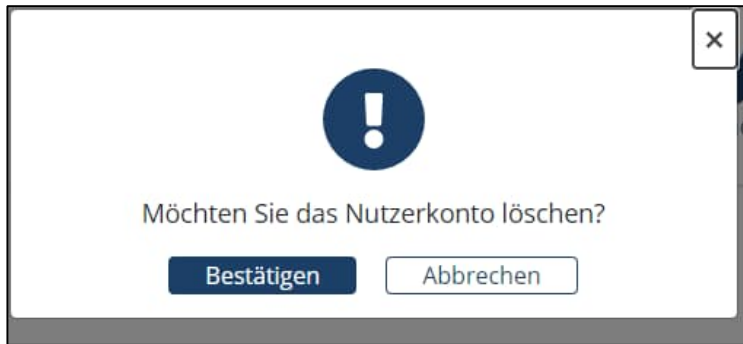 ×
Möchten Sie das Nutzerkonto löschen?
Bestätigen
Abbrechen